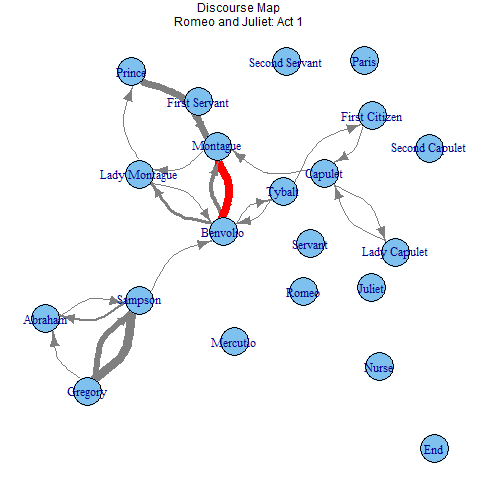 Discourse Map
Romeo and Juliet: Act 1
Second Servant
Paris
Prince
First Servant
First Citizen
Montague
Second Capulet
Lady Montague
Capulet
Tybalt
Benvolio
Servant
Lady Capulet
Romeo
Juliet
Sampson
Abraham
Mercutio
Nurse
Gregory
End